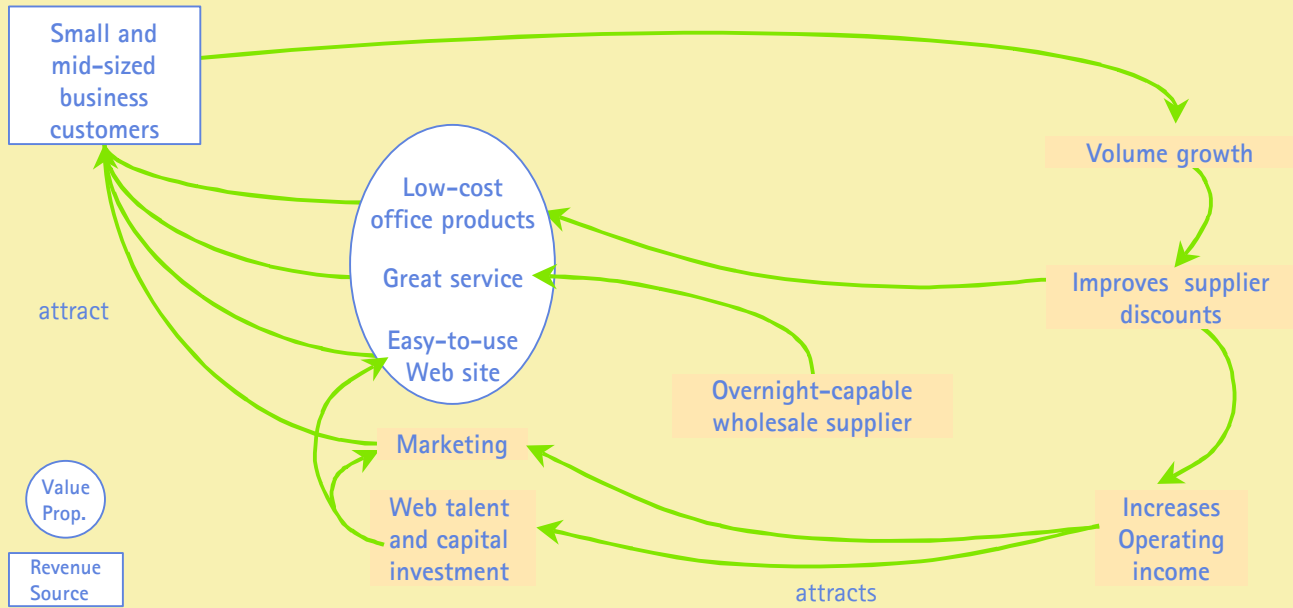 Small and
mid-sized
business
customers
Volume growth
Low-cost
office products
Great service
Improves supplier
discounts
attract
Easy-to-use
Web site
Overnight-capable
wholesale supplier
Marketing
Value
Prop.
Web talent
and capital
investment
Increases
Operating
income
Revenue
Source
attracts